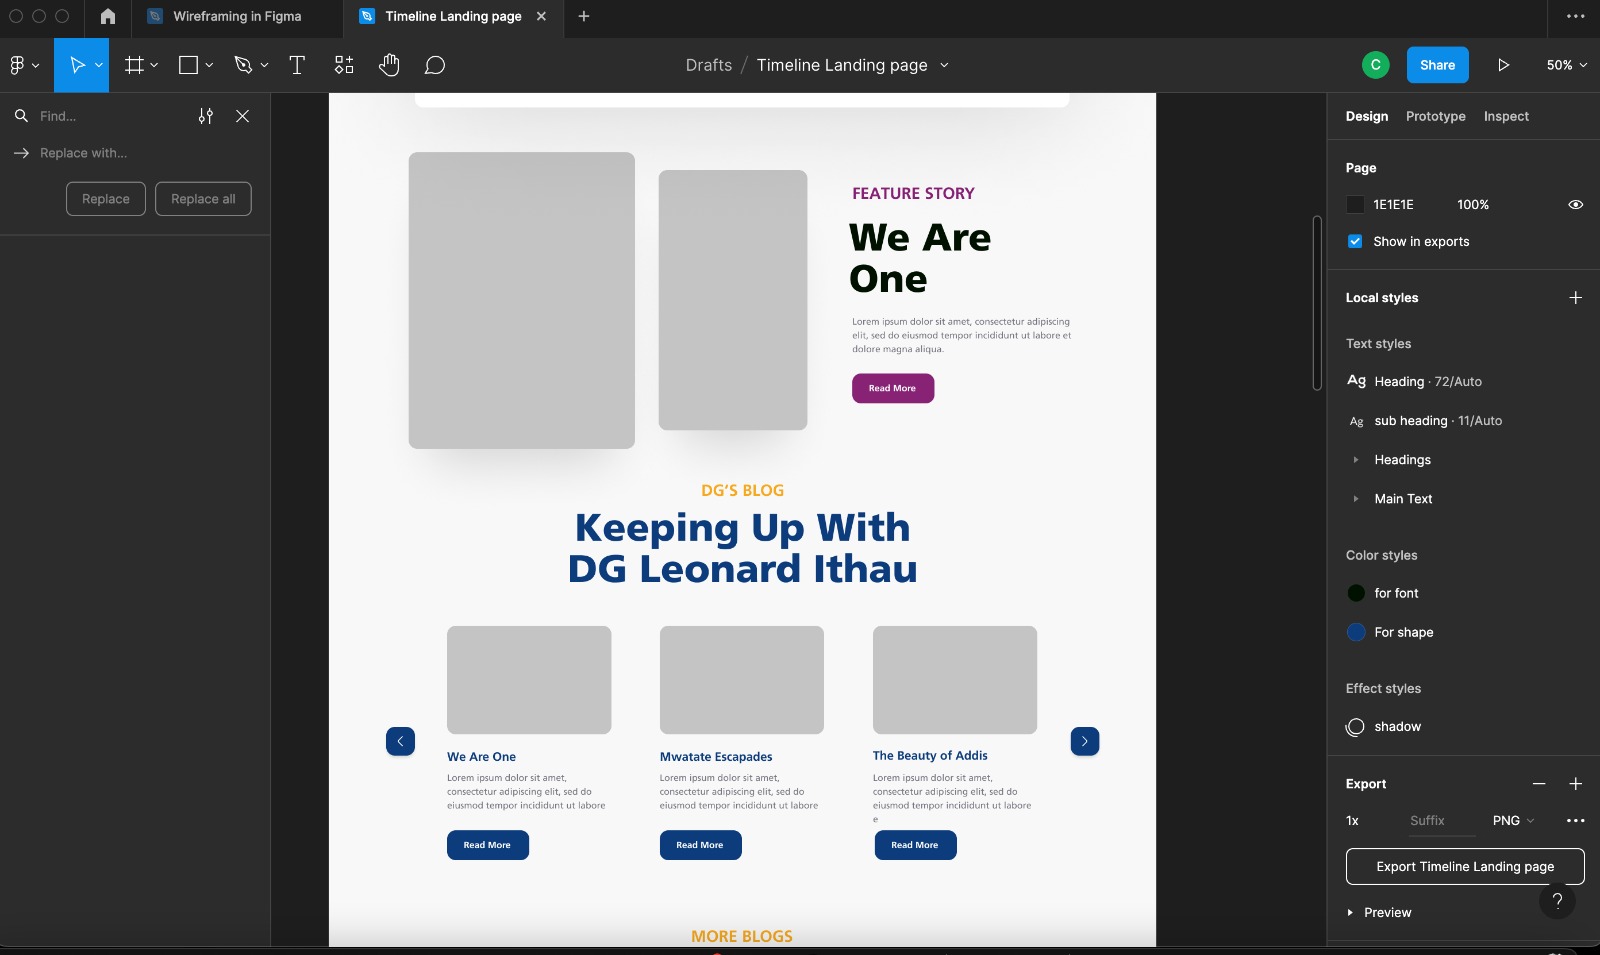 Wireframing in Figma
Timeline Landing page
Drafts / Timeline Landing page
C
Share
50%
Find...
Replace with...
Replace
Replace all
FEATURE STORY
We Are
One
Lorem ipsum dolor sit amet, consectetur adipiscing
elit, sed do eiusmod tempor incididunt ut labore et
dolore magna aliqua.
Read More
DG'S BLOG
Keeping Up With
DG Leonard Ithau
We Are One
Lorem ipsum dolor sit amet,
consectetur adipiscing elit, sed do
eiusmod tempor incididunt ut labore
Read More
Mwatate Escapades
Lorem ipsum dolor sit amet,
consectetur adipiscing elit, sed do
eiusmod tempor incididunt ut labore
Read More
The Beauty of Addis
Lorem ipsum dolor sit amet,
consectetur adipiscing elit, sed do
eiusmod tempor incididunt ut labore
e
Read More
MORE BLOGS
Design Prototype Inspect
Page
1E1E1E 100%
Show in exports
Local styles
Text styles
Ag Heading · 72/Auto
Ag sub heading · 11/Auto
Headings
Main Text
Color styles
for font
For shape
Effect styles
shadow
Export
1x Suffix PNG
Export Timeline Landing page
Preview
?